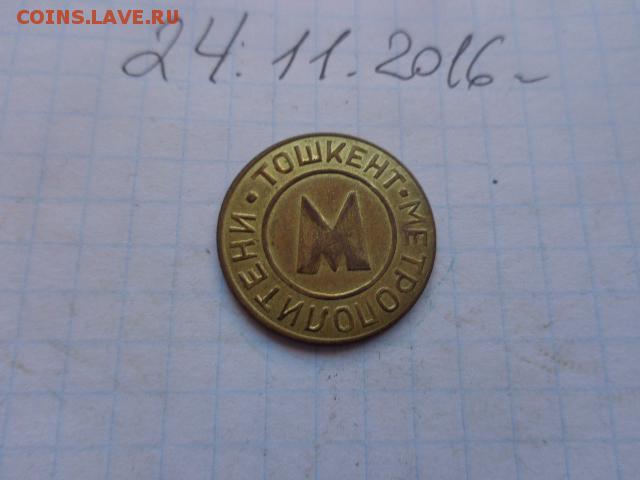 COINS.LAVE.RU
24.11.2016~
• ТОШКЕНТ • МЕТРОПОЛИТЕНИ
М